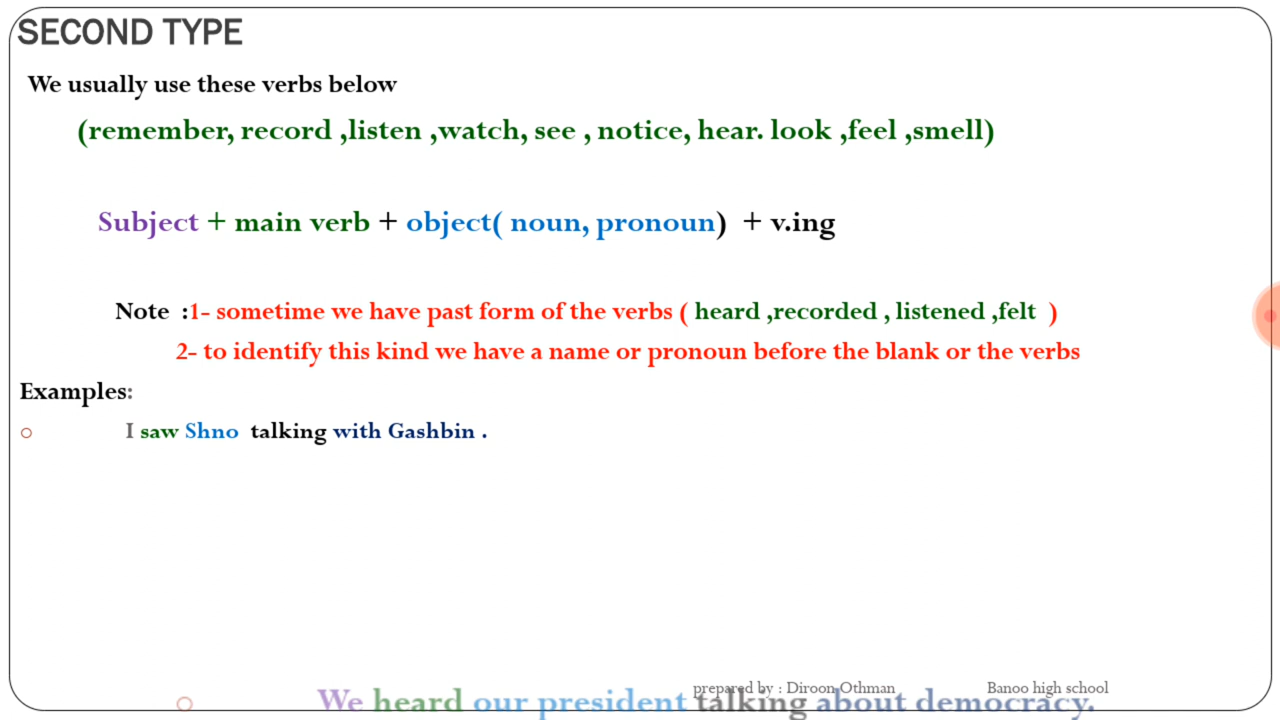 SECOND TYPE
We usually use these verbs below
(remember, record ,listen ,watch, see , notice, hear. look ,feel ,smell)
Subject + main verb + object( noun, pronoun) + v.ing
Note :1- sometime we have past form of the verbs ( heard ,recorded , listened ,felt )
2- to identify this kind we have a name or pronoun before the blank or the verbs
Examples:
I saw Shno talking with Gashbin .
prepared by : Diroon Othman Banoo high school
We heard our president talking about democracy.